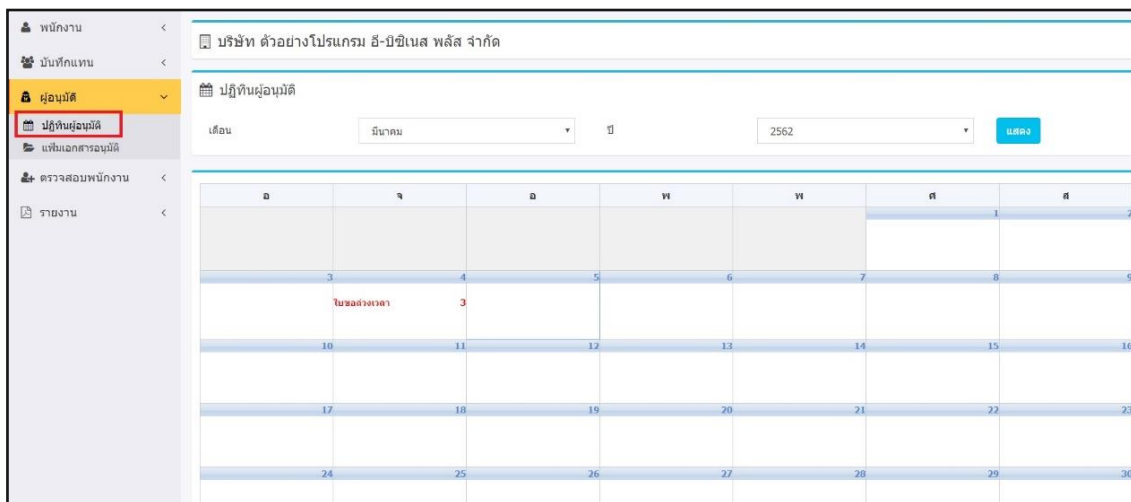 พนักงาน
บันทึกแทน
ผู้อนุมัติ
ปฏิทินผู้อนุมัติ
แฟ้มเอกสารอนุมัติ
ตรวจสอบพนักงาน
รายงาน
บริษัท ตัวอย่างโปรแกรม อี-บิซิเนส พลัส จำกัด
ปฏิทินผู้อนุมัติ
เดือน มีนาคม ปี 2562 แสดง
อ จ อ พ พ ศ ส
1 2
3 4 5 6 7 8 9
ใบขอล่วงเวลา 3
10 11 12 13 14 15 16
17 18 19 20 21 22 23
24 25 26 27 28 29 30